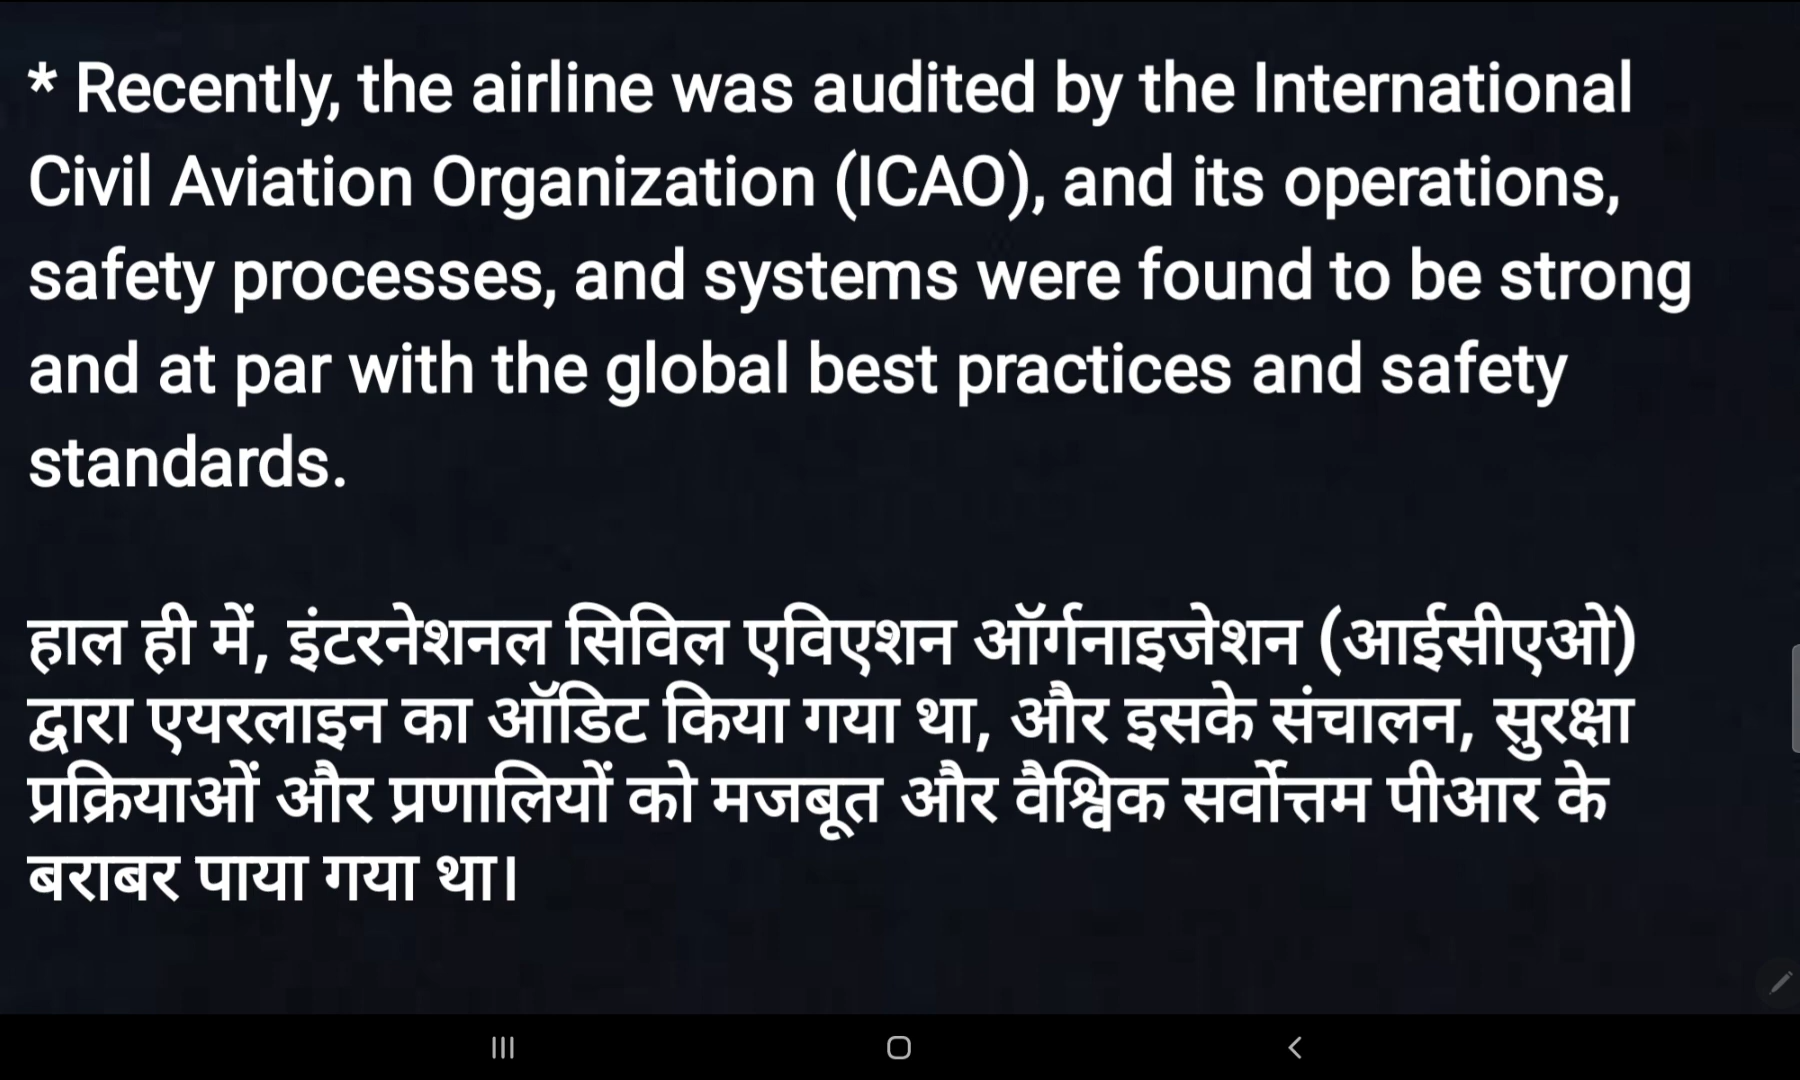 * Recently, the airline was audited by the International
Civil Aviation Organization (ICAO), and its operations,
safety processes, and systems were found to be strong
and at par with the global best practices and safety
standards.
हाल ही में, इंटरनेशनल सिविल एविएशन ऑर्गनाइजेशन (आईसीएओ)
द्वारा एयरलाइन का ऑडिट किया गया था, और इसके संचालन, सुरक्षा
प्रक्रियाओं और प्रणालियों को मजबूत और वैश्विक सर्वोत्तम पीआर के
बराबर पाया गया था।